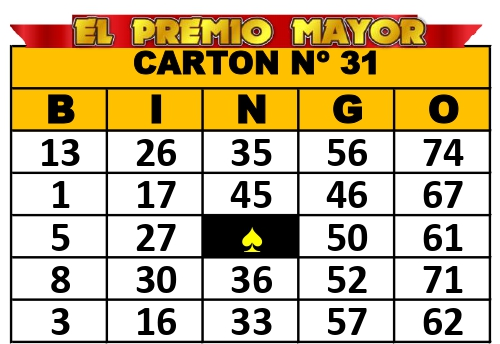 EL PREMIO MAYOR
CARTON Nº 31
B I N G O
13 26 35 56 74
1 17 45 46 67
5 27 ♠ 50 61
8 30 36 52 71
3 16 33 57 62